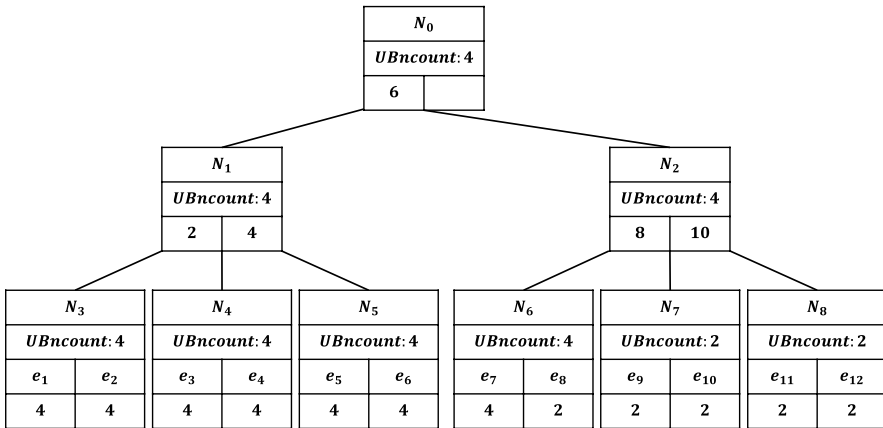 N₀
UBncount: 4
6
N₁ N₂
UBncount: 4 UBncount: 4
2 4 8 10
N₃ N₄ N₅ N₆ N₇ N₈
UBncount: 4 UBncount: 4 UBncount: 4 UBncount: 4 UBncount: 2 UBncount: 2
e₁ e₂ e₃ e₄ e₅ e₆ e₇ e₈ e₉ e₁₀ e₁₁ e₁₂
4 4 4 4 4 4 4 2 2 2 2 2